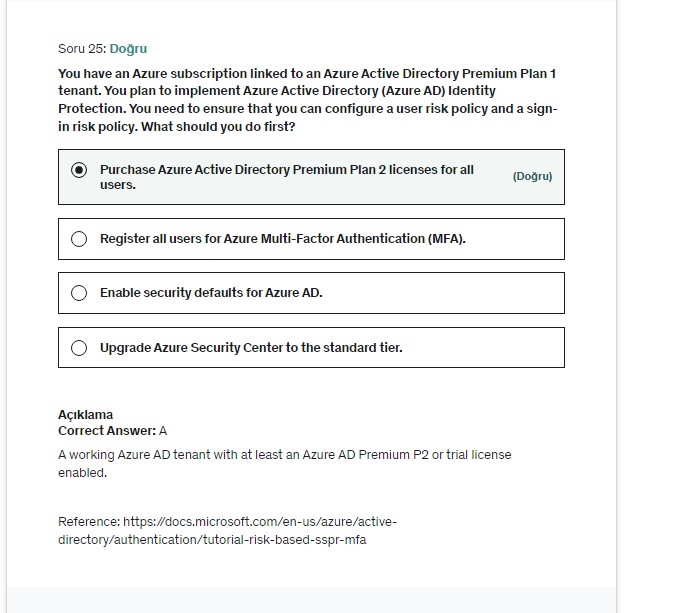 Soru 25: Doğru
You have an Azure subscription linked to an Azure Active Directory Premium Plan 1
tenant. You plan to implement Azure Active Directory (Azure AD) Identity
Protection. You need to ensure that you can configure a user risk policy and a sign-
in risk policy. What should you do first?
Purchase Azure Active Directory Premium Plan 2 licenses for all
users.
(Doğru)
Register all users for Azure Multi-Factor Authentication (MFA).
Enable security defaults for Azure AD.
Upgrade Azure Security Center to the standard tier.
Açıklama
Correct Answer: A
A working Azure AD tenant with at least an Azure AD Premium P2 or trial license
enabled.
Reference: https://docs.microsoft.com/en-us/azure/active-
directory/authentication/tutorial-risk-based-sspr-mfa